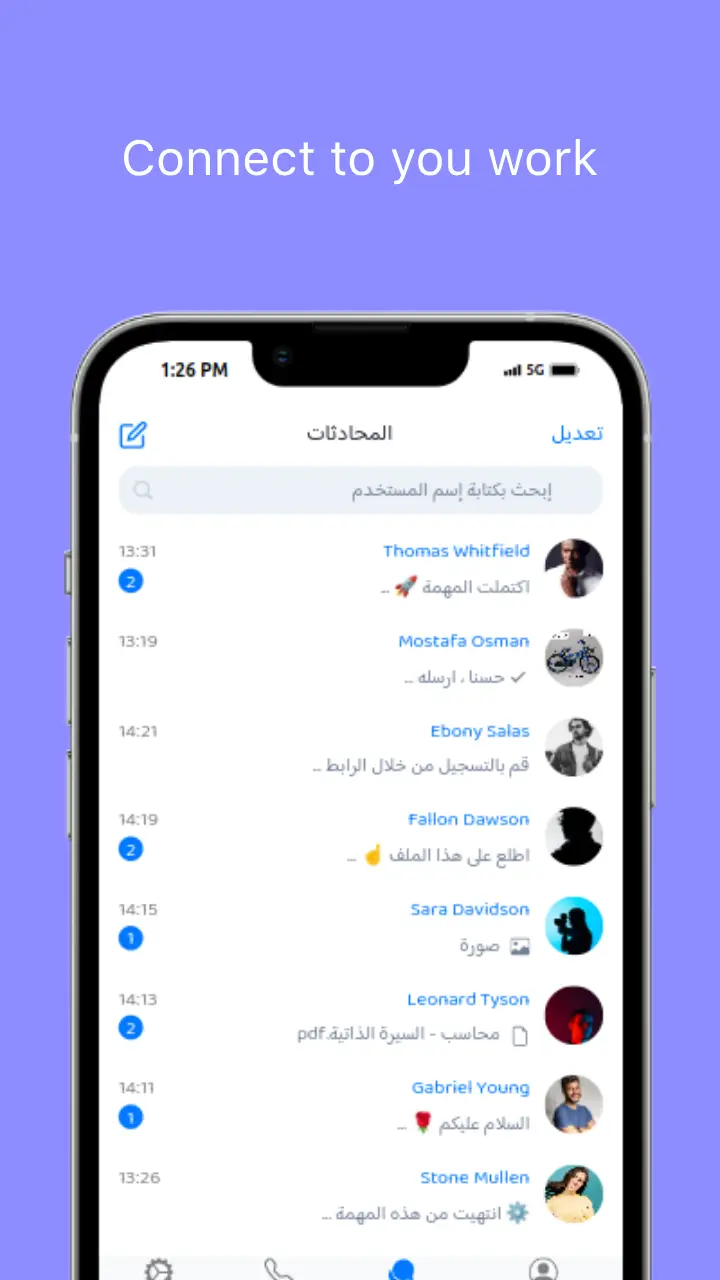 Connect to you work
1:26 PM 5G
تعديل المحادثات
إبحث بكتابة إسم المستخدم
Thomas Whitfield 13:31
اكتملت المهمة 🚀 ... 2
Mostafa Osman 13:19
✓ حسنا ، ارسله ...
Ebony Salas 14:21
قم بالتسجيل من خلال الرابط ...
Fallon Dawson 14:19
اطلع على هذا الملف ☝️ ... 2
Sara Davidson 14:15
صورة 1
Leonard Tyson 14:13
محاسب - السيرة الذاتية.pdf 2
Gabriel Young 14:11
السلام عليكم 🌹 ... 1
Stone Mullen 13:26
⚙️ انتهيت من هذه المهمة ...